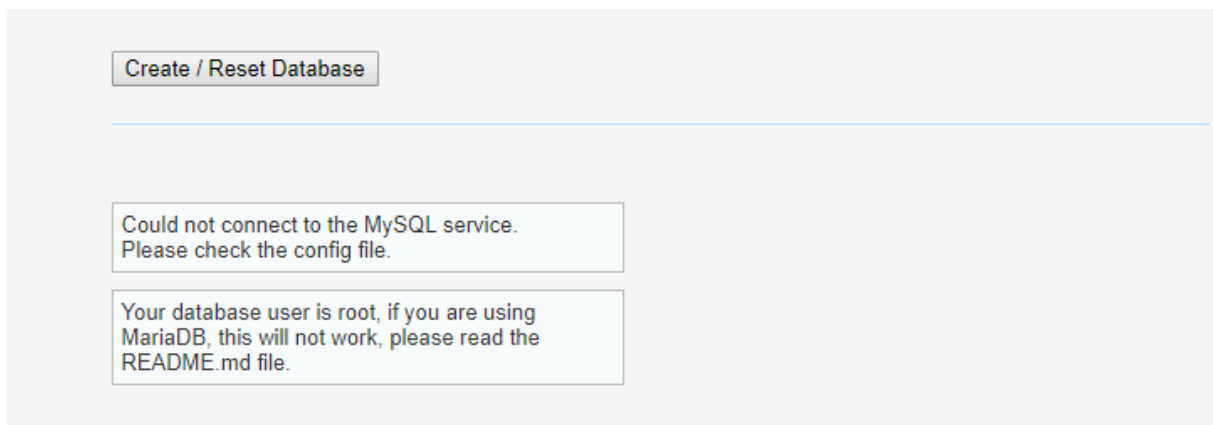 Create / Reset Database
Could not connect to the MySQL service.
Please check the config file.
Your database user is root, if you are using
MariaDB, this will not work, please read the
README.md file.